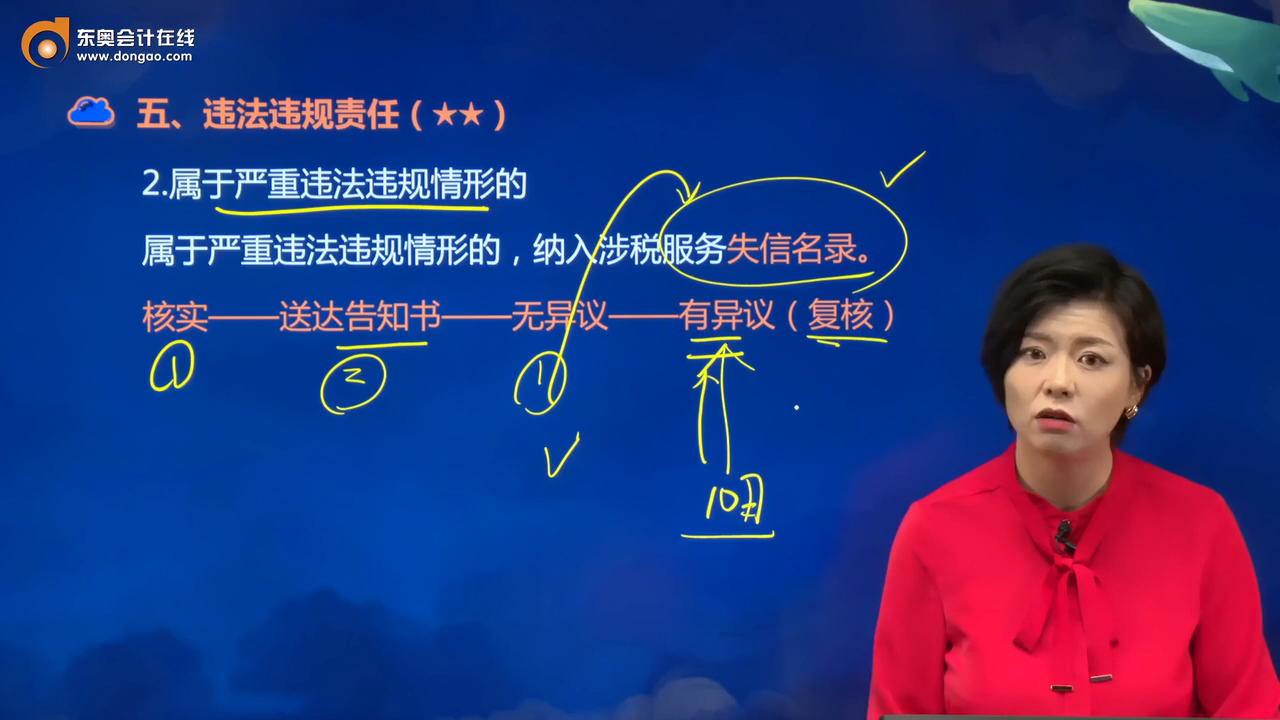 东奥会计在线
www.dongao.com
五、违法违规责任（★★）
2.属于严重违法违规情形的
属于严重违法违规情形的，纳入涉税服务失信名录。
核实——送达告知书——无异议——有异议（复核）
① ② ①
10